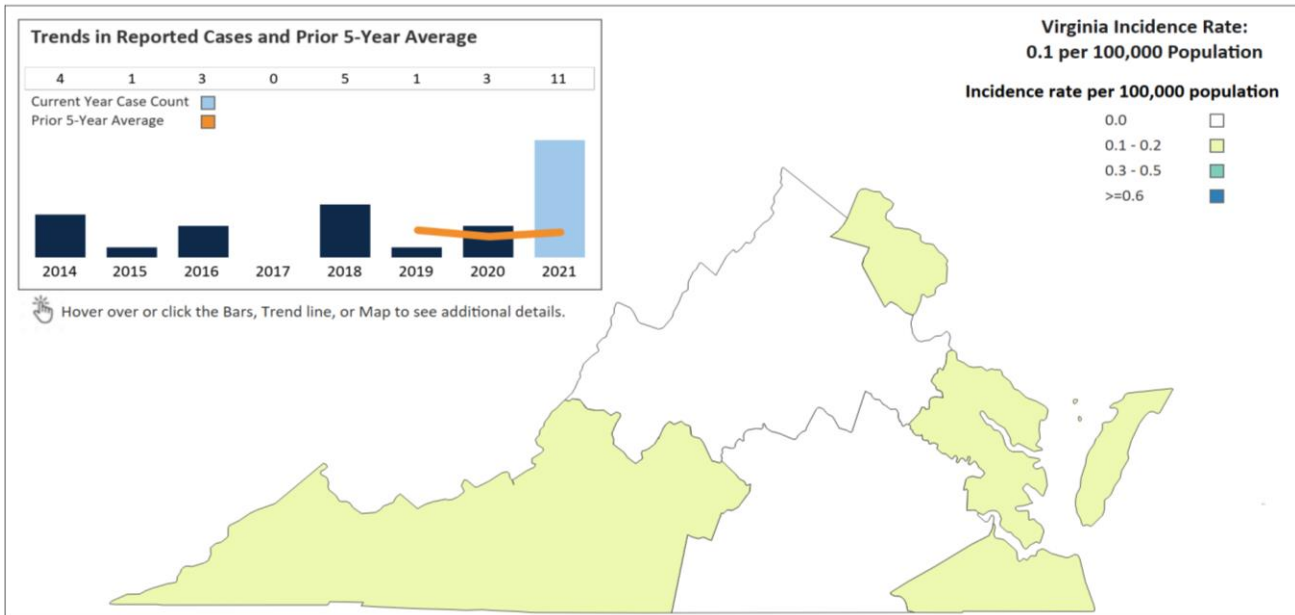 Trends in Reported Cases and Prior 5-Year Average
4 1 3 0 5 1 3 11
Current Year Case Count
Prior 5-Year Average
2014 2015 2016 2017 2018 2019 2020 2021
Hover over or click the Bars, Trend line, or Map to see additional details.
Virginia Incidence Rate:
0.1 per 100,000 Population
Incidence rate per 100,000 population
0.0
0.1 - 0.2
0.3 - 0.5
>=0.6